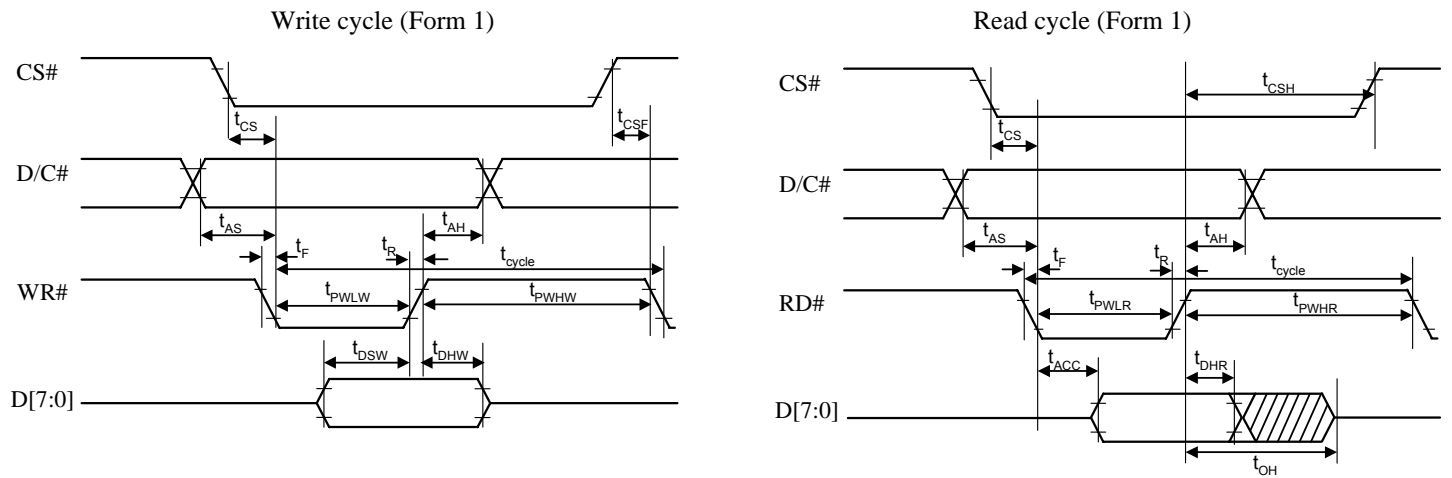 Write cycle (Form 1)
CS#
tCS
tCSF
D/C#
tAS
tF
tR
tAH
tcycle
WR#
tPWLW
tPWHW
tDSW
tDHW
D[7:0]
Read cycle (Form 1)
CS#
tCSH
tCS
D/C#
tAS
tF
tR
tAH
tcycle
RD#
tPWLR
tPWHR
tACC
tDHR
D[7:0]
tOH